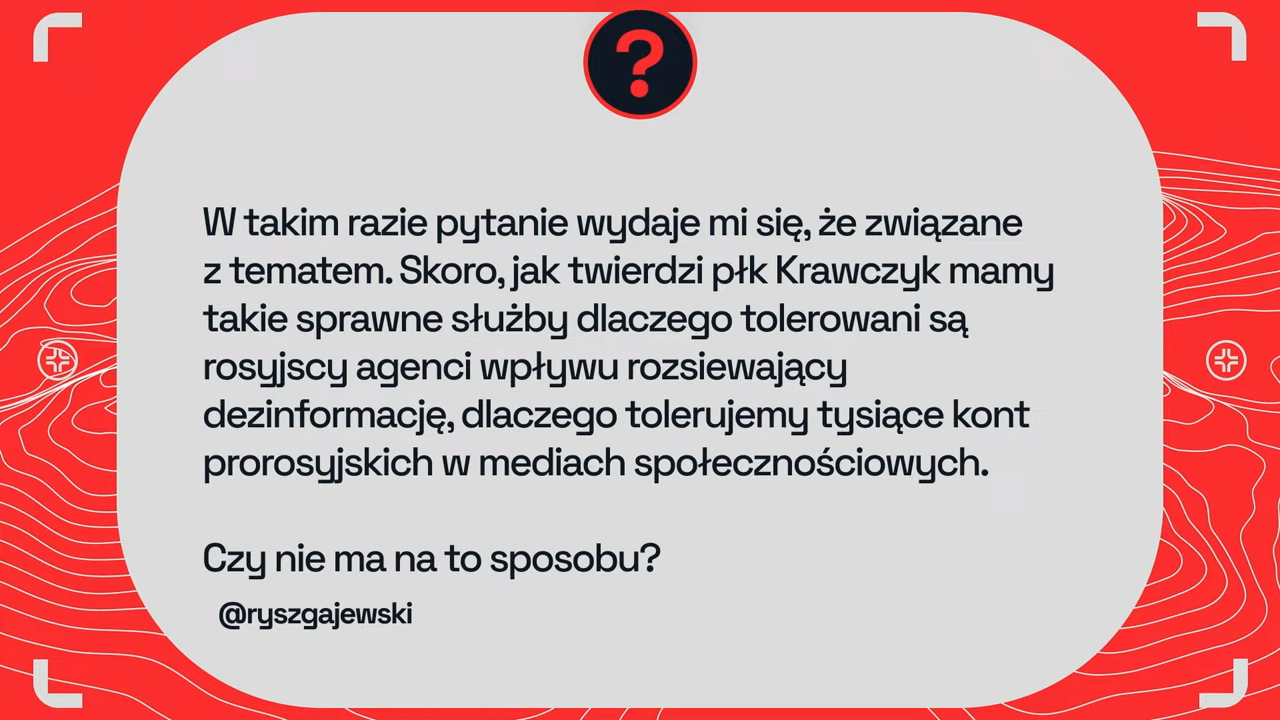 ?
W takim razie pytanie wydaje mi się, że związane
z tematem. Skoro, jak twierdzi płk Krawczyk mamy
takie sprawne służby dlaczego tolerowani są
rosyjscy agenci wpływu rozsiewający
dezinformację, dlaczego tolerujemy tysiące kont
prorosyjskich w mediach społecznościowych.
Czy nie ma na to sposobu?
@ryszgajewski